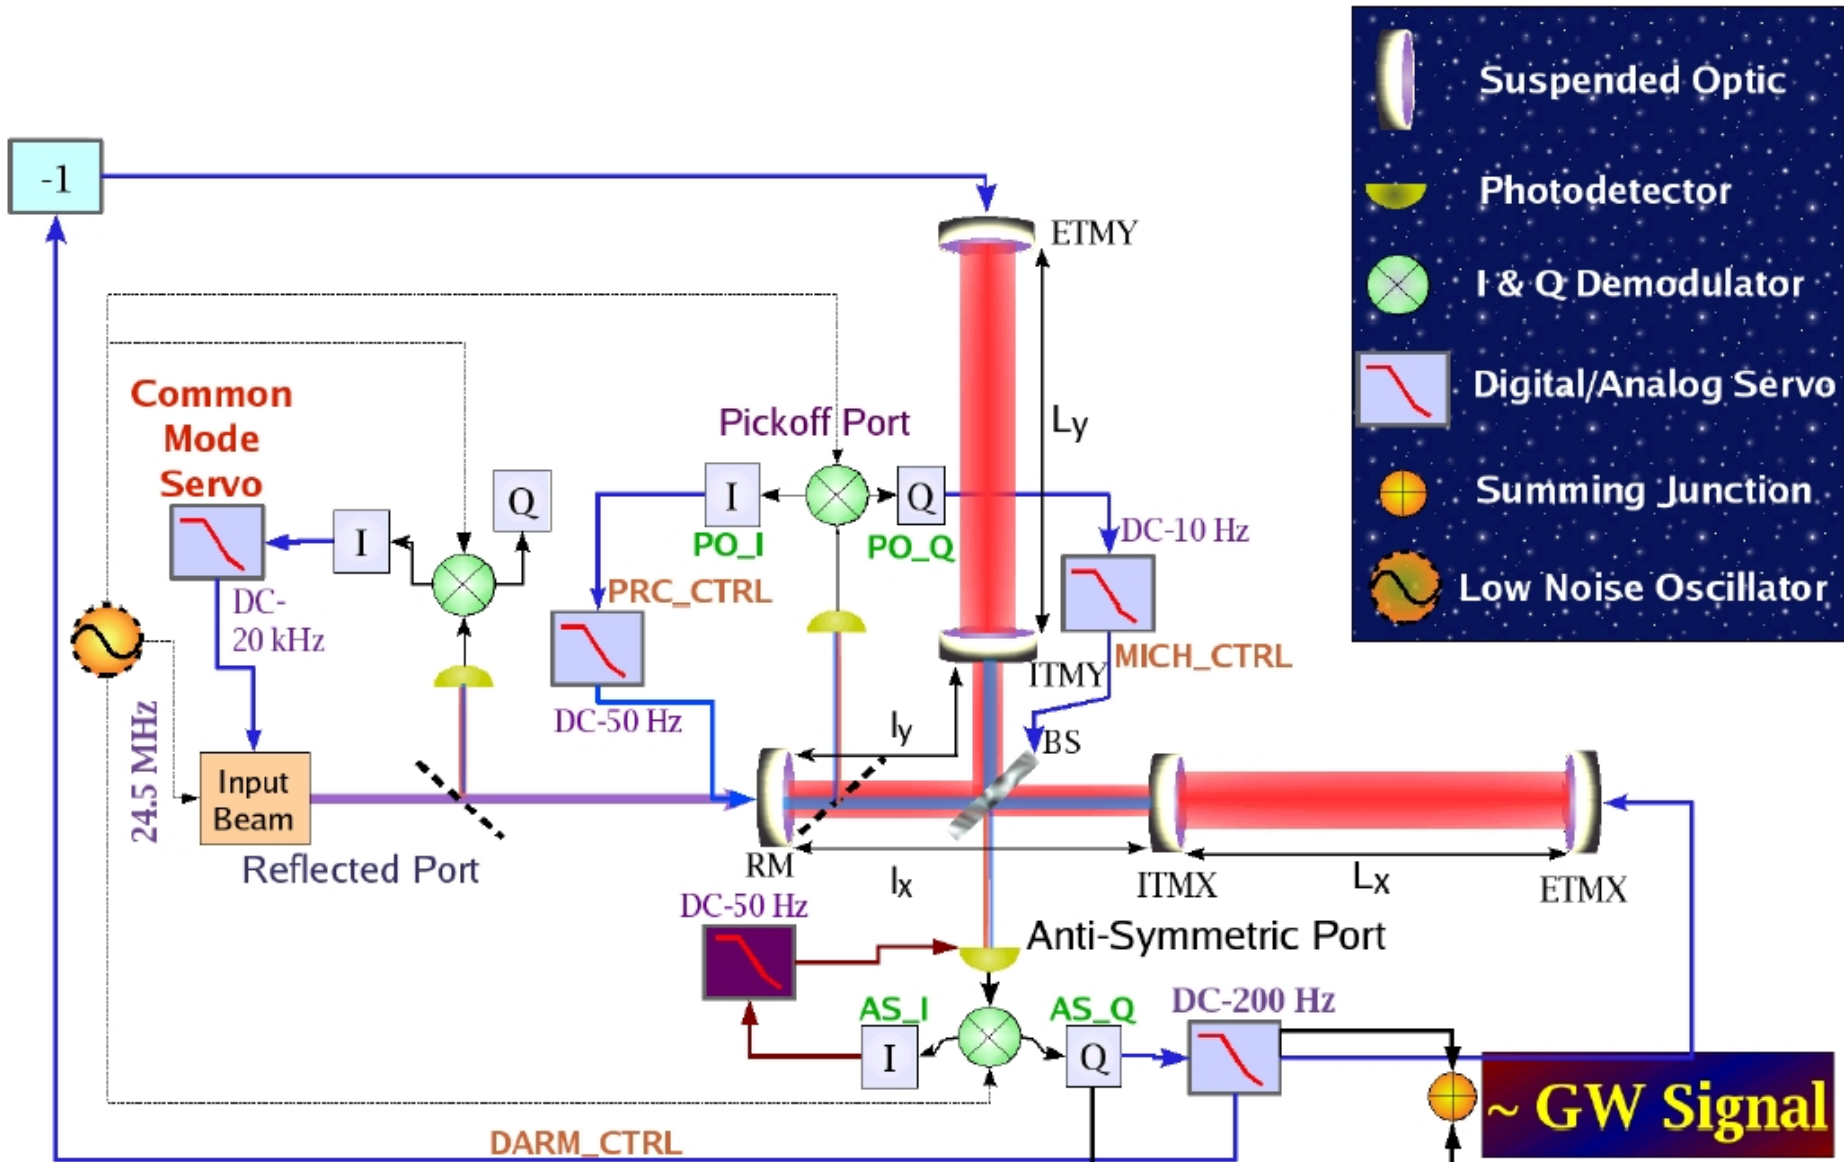 Suspended Optic
-1
Photodetector
ETMY
I & Q Demodulator
Common
Mode
Servo
Digital/Analog Servo
Pickoff Port
Ly
I
Q
I
Q
Summing Junction
PO_I
PO_Q
DC-10 Hz
DC-
20 kHz
PRC_CTRL
Low Noise Oscillator
ITMY
MICH_CTRL
24.5 MHz
DC-50 Hz
ly
BS
Input
Beam
Reflected Port
RM
lx
ITMX
Lx
ETMX
DC-50 Hz
Anti-Symmetric Port
AS_I
AS_Q
DC-200 Hz
I
Q
~ GW Signal
DARM_CTRL